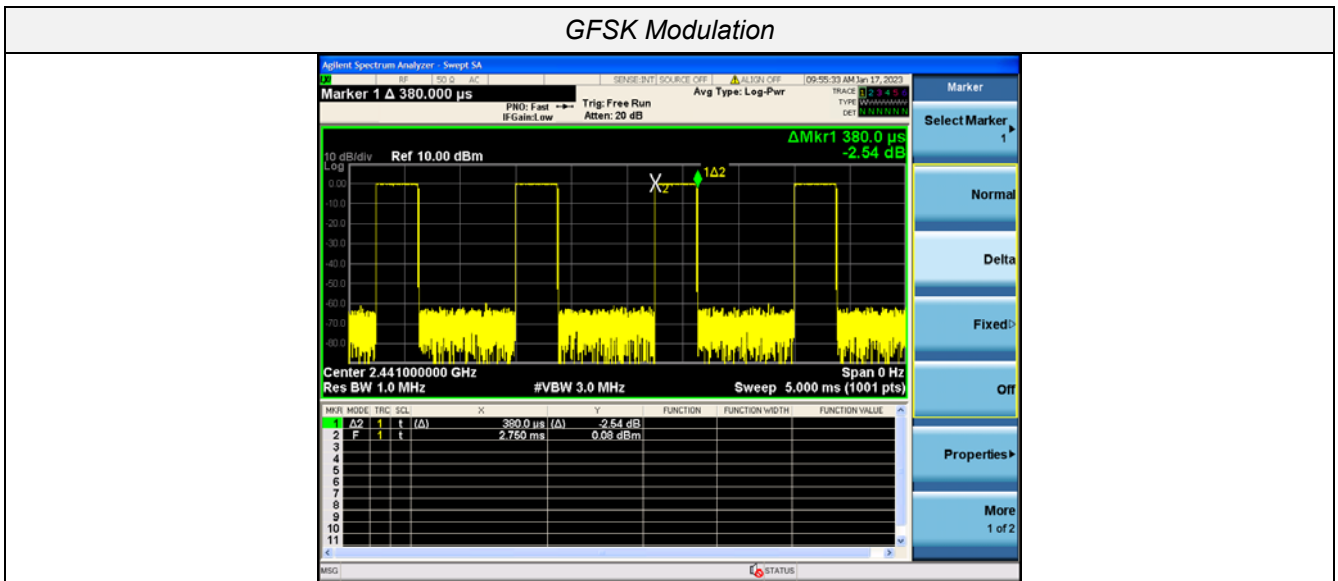 GFSK Modulation
Agilent Spectrum Analyzer - Swept SA
RF 50 Ω AC SENSE:INT SOURCE OFF ALIGN OFF 09:55:33 AM Jan 17, 2023
Marker 1 Δ 380.000 µs
PNO: Fast
IFGain:Low
Trig: Free Run
Atten: 20 dB
Avg Type: Log-Pwr
TRACE 1 2 3 4 5 6
TYPE
DET N N N N N N
ΔMkr1 380.0 µs
-2.54 dB
10 dB/div Ref 10.00 dBm
Log
0.00
-10.0
-20.0
-30.0
-40.0
-50.0
-60.0
-70.0
-80.0
2
1Δ2
Center 2.441000000 GHz Span 0 Hz
Res BW 1.0 MHz #VBW 3.0 MHz Sweep 5.000 ms (1001 pts)
MKR MODE TRC SCL X Y FUNCTION FUNCTION WIDTH FUNCTION VALUE
1 Δ2 1 t (Δ) 380.0 µs (Δ) -2.54 dB
2 F 1 t 2.750 ms 0.08 dBm
3
4
5
6
7
8
9
10
11
MSG STATUS
Marker
Select Marker
1
Normal
Delta
Fixed
Off
Properties
More
1 of 2